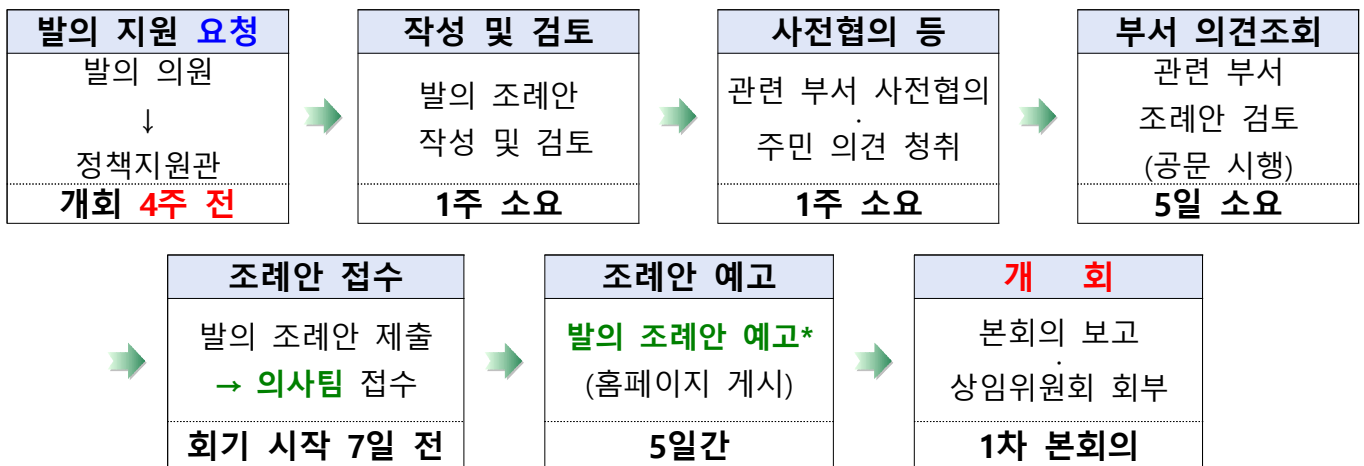 발의 지원 요청
발의 의원
↓
정책지원관
개회 4주 전
작성 및 검토
발의 조례안
작성 및 검토
1주 소요
사전협의 등
관련 부서 사전협의
·
주민 의견 청취
1주 소요
부서 의견조회
관련 부서
조례안 검토
(공문 시행)
5일 소요
조례안 접수
발의 조례안 제출
→ 의사팀 접수
회기 시작 7일 전
조례안 예고
발의 조례안 예고*
(홈페이지 게시)
5일간
개 회
본회의 보고
·
상임위원회 회부
1차 본회의